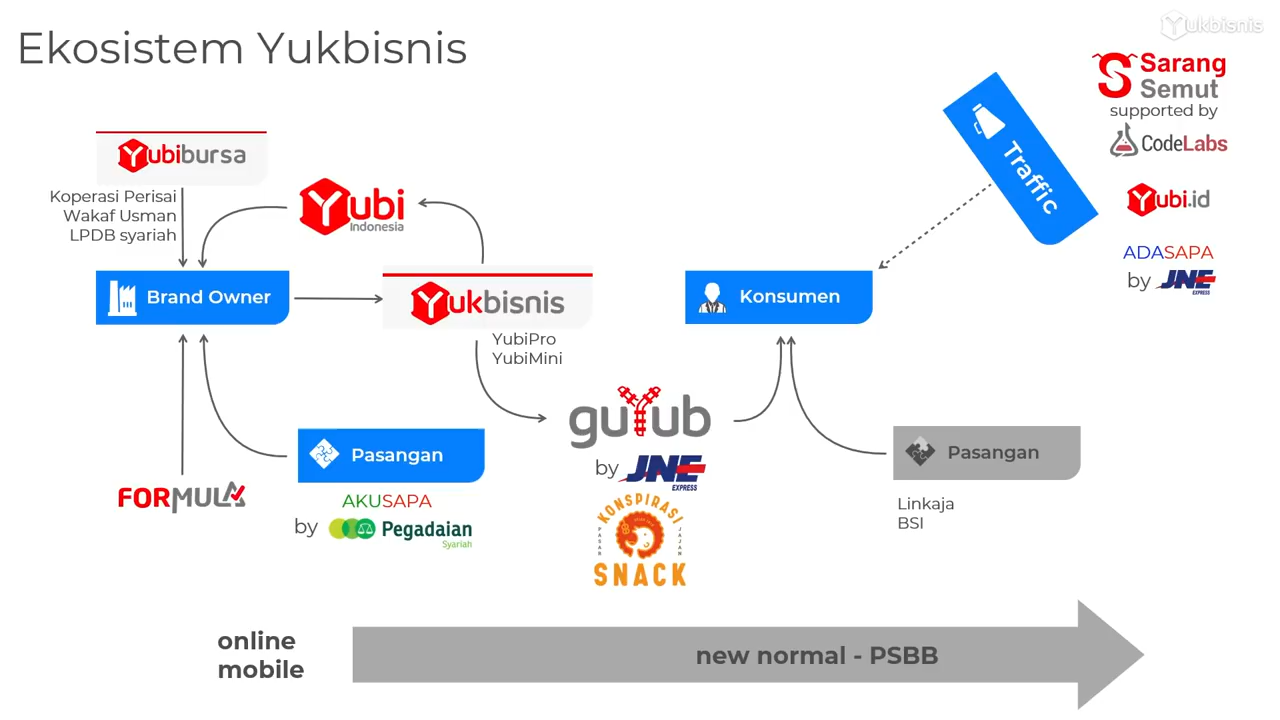 Yukbisnis
Ekosistem Yukbisnis
Sarang
Semut
supported by
CodeLabs
Traffic
Yubibursa
Koperasi Perisai
Wakaf Usman
LPDB syariah
Yubi
Indonesia
Yubi.id
ADASAPA
by JNE
EXPRESS
Brand Owner
Yukbisnis
YubiPro
YubiMini
Konsumen
guYub
by JNE
EXPRESS
KONSPIRASI
PASAR
JAJAN
SNACK
Pasangan
AKUSAPA
by Pegadaian
Syariah
FORMULA
Pasangan
Linkaja
BSI
online
mobile
new normal - PSBB